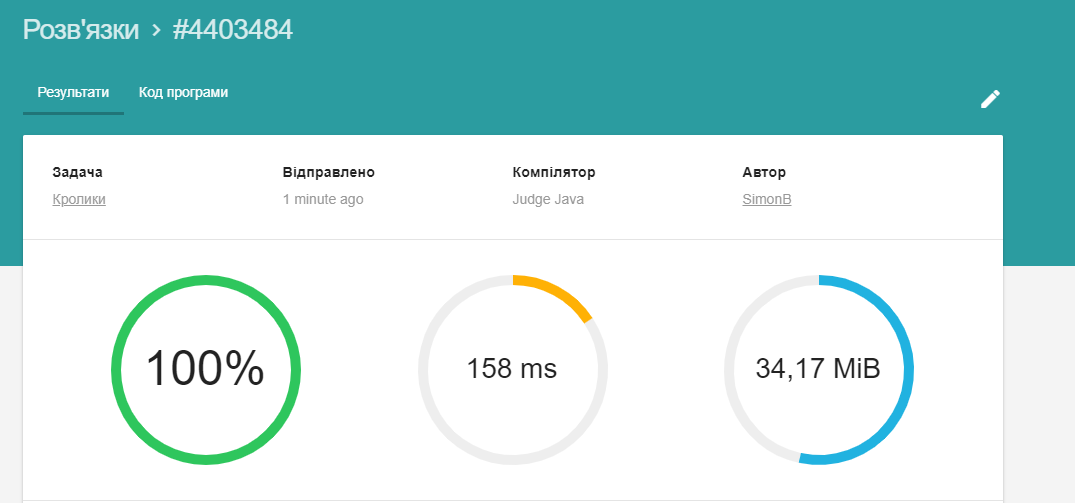 Розв'язки > #4403484
Результати Код програми
Задача Відправлено Компілятор Автор
Кролики 1 minute ago Judge Java SimonB
100% 158 ms 34,17 MiB